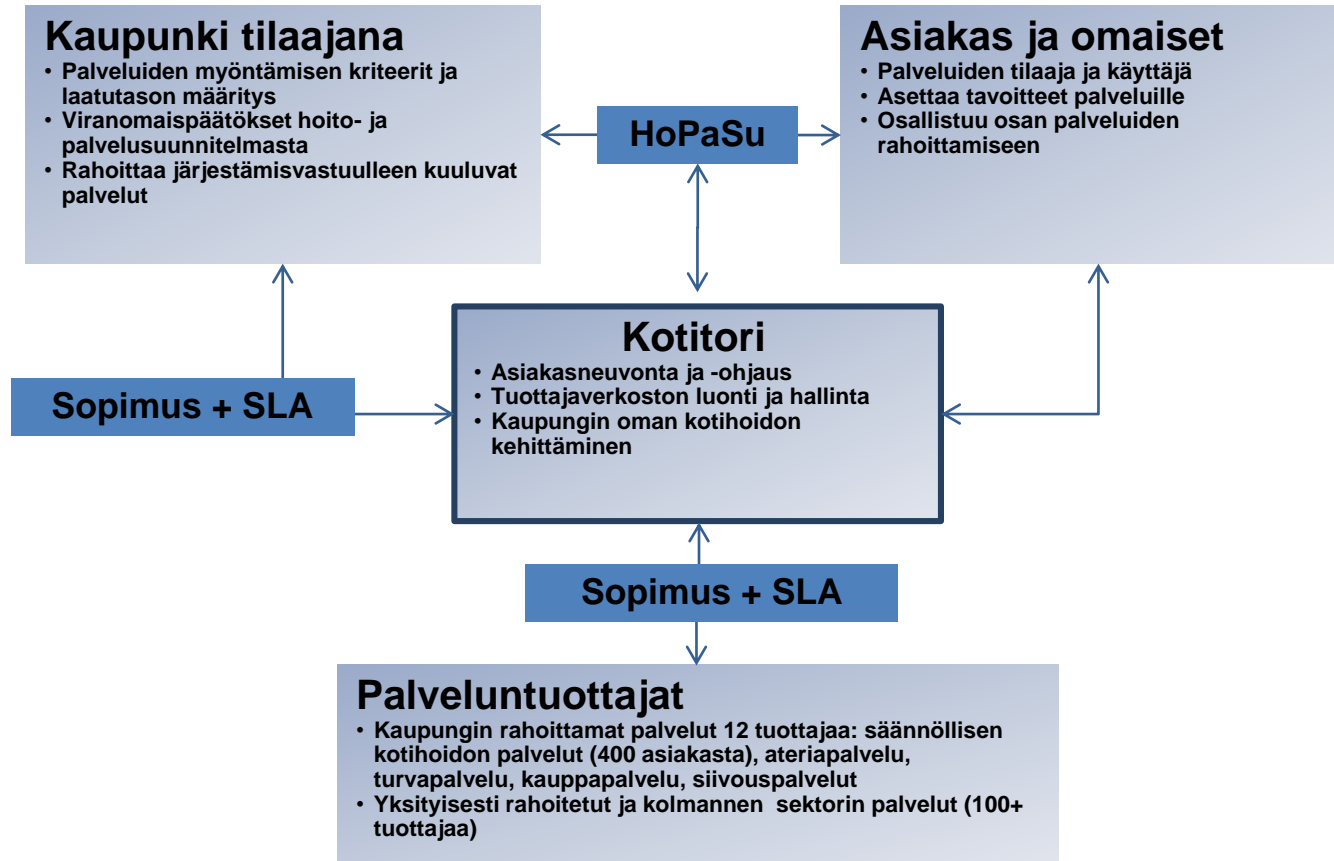 Kaupunki tilaajana
• Palveluiden myöntämisen kriteerit ja
laatutason määritys
• Viranomaispäätökset hoito- ja
palvelusuunnitelmasta
• Rahoittaa järjestämisvastuulleen kuuluvat
palvelut
HoPaSu
Asiakas ja omaiset
• Palveluiden tilaaja ja käyttäjä
• Asettaa tavoitteet palveluille
• Osallistuu osan palveluiden
rahoittamiseen
Sopimus + SLA
Kotitori
• Asiakasneuvonta ja -ohjaus
• Tuottajaverkoston luonti ja hallinta
• Kaupungin oman kotihoidon
kehittäminen
Sopimus + SLA
Palveluntuottajat
• Kaupungin rahoittamat palvelut 12 tuottajaa: säännöllisen
kotihoidon palvelut (400 asiakasta), ateriapalvelu,
turvapalvelu, kauppapalvelu, siivouspalvelut
• Yksityisesti rahoitetut ja kolmannen sektorin palvelut (100+
tuottajaa)